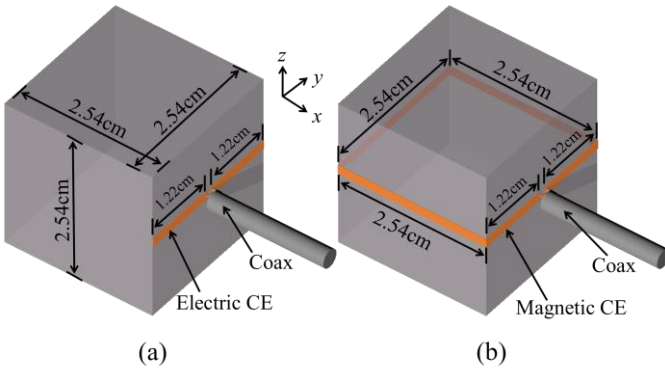 2.54cm
2.54cm
2.54cm
1.22cm
1.22cm
Coax
Electric CE
z
y
x
2.54cm
2.54cm
2.54cm
1.22cm
1.22cm
Coax
Magnetic CE
(a)
(b)